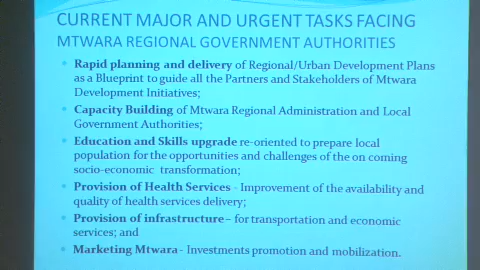 CURRENT MAJOR AND URGENT TASKS FACING
MTWARA REGIONAL GOVERNMENT AUTHORITIES
• Rapid planning and delivery of Regional/Urban Development Plans
as a Blueprint to guide all the Partners and Stakeholders of Mtwara
Development Initiatives;
• Capacity Building of Mtwara Regional Administration and Local
Government Authorities;
• Education and Skills upgrade re-oriented to prepare local
population for the opportunities and challenges of the on coming
socio-economic transformation;
• Provision of Health Services - Improvement of the availability and
quality of health services delivery;
• Provision of infrastructure – for transportation and economic
services; and
• Marketing Mtwara - Investments promotion and mobilization.